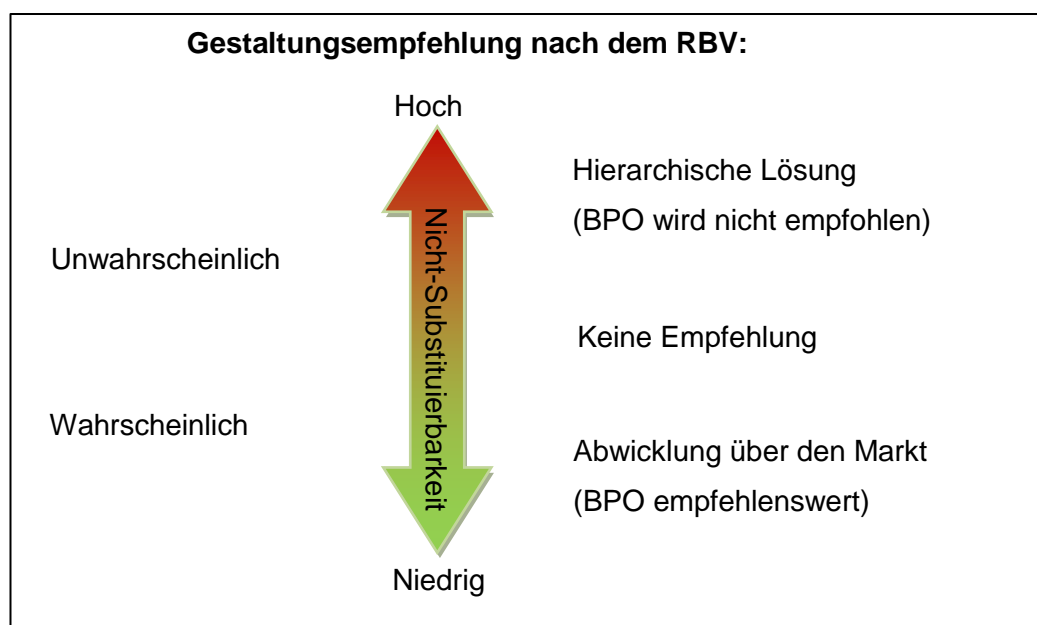 Gestaltungsempfehlung nach dem RBV:
Hoch
Hierarchische Lösung
(BPO wird nicht empfohlen)
Unwahrscheinlich
Nicht-Substituierbarkeit
Keine Empfehlung
Wahrscheinlich
Abwicklung über den Markt
(BPO empfehlenswert)
Niedrig